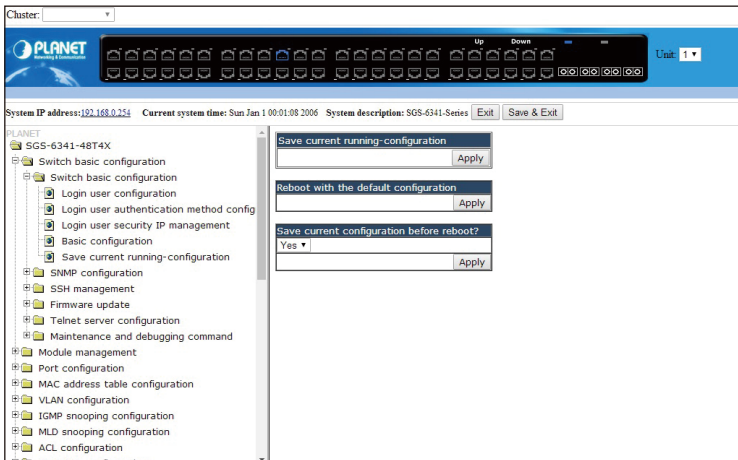 Cluster:
PLANET
Networking & Communication
Up Down
Unit: 1
System IP address:192.168.0.254 Current system time: Sun Jan 1 00:01:08 2006 System description: SGS-6341-Series Exit Save & Exit
PLANET
SGS-6341-48T4X
Switch basic configuration
Switch basic configuration
Login user configuration
Login user authentication method config
Login user security IP management
Basic configuration
Save current running-configuration
SNMP configuration
SSH management
Firmware update
Telnet server configuration
Maintenance and debugging command
Module management
Port configuration
MAC address table configuration
VLAN configuration
IGMP snooping configuration
MLD snooping configuration
ACL configuration
Save current running-configuration
Apply
Reboot with the default configuration
Apply
Save current configuration before reboot?
Yes
Apply